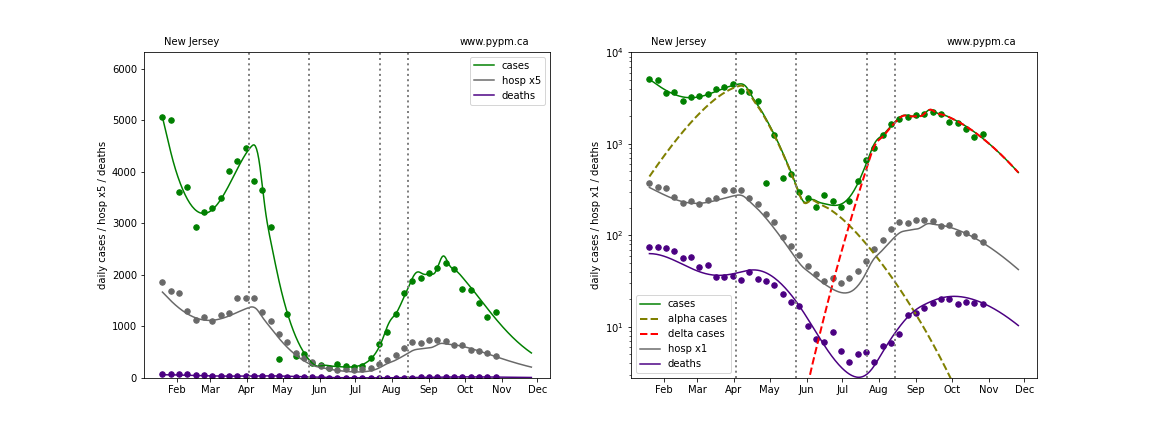 New Jersey
www.pypm.ca
cases
hosp x5
deaths
daily cases / hosp x5 / deaths
6000
5000
4000
3000
2000
1000
0
Feb Mar Apr May Jun Jul Aug Sep Oct Nov Dec
New Jersey
www.pypm.ca
daily cases / hosp x1 / deaths
10^4
10^3
10^2
10^1
cases
alpha cases
delta cases
hosp x1
deaths
Feb Mar Apr May Jun Jul Aug Sep Oct Nov Dec